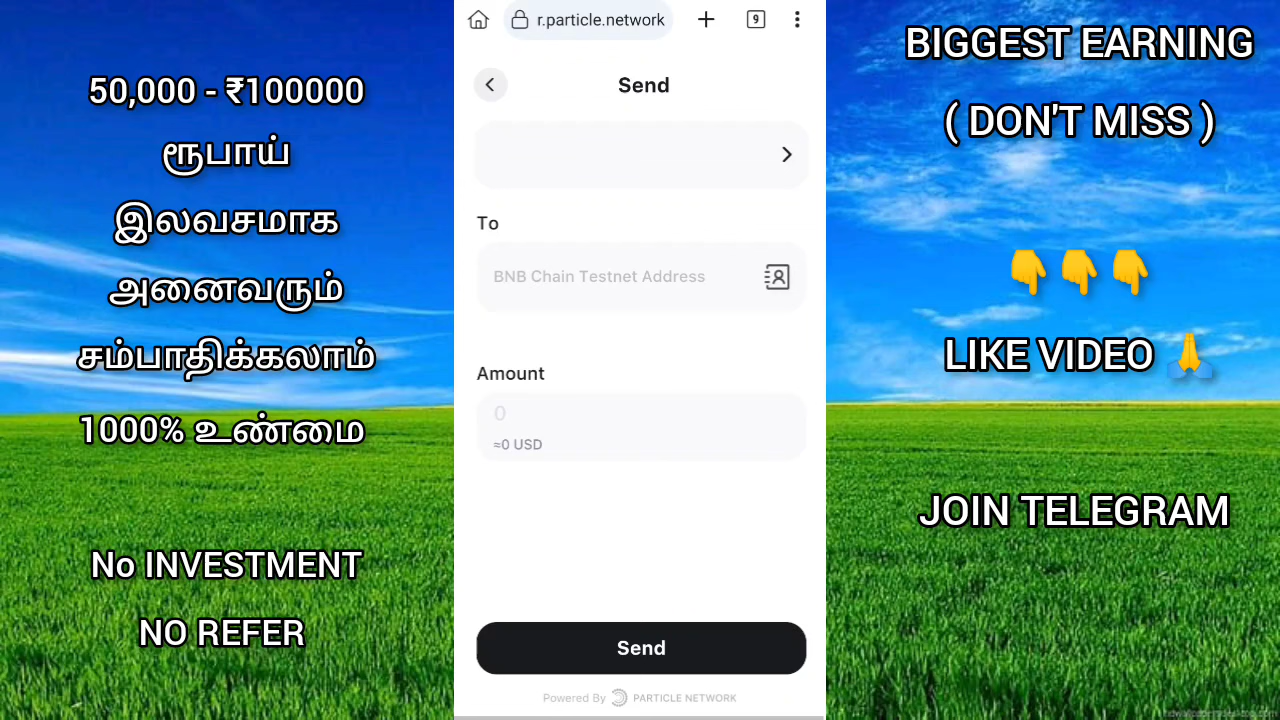 50,000 - ₹100000
ரூபாய்
இலவசமாக
அனைவரும்
சம்பாதிக்கலாம்
1000% உண்மை
No INVESTMENT
NO REFER
r.particle.network
9
Send
To
BNB Chain Testnet Address
Amount
0
≈0 USD
Send
Powered By PARTICLE NETWORK
BIGGEST EARNING
( DON'T MISS )
👇👇👇
LIKE VIDEO 🙏
JOIN TELEGRAM